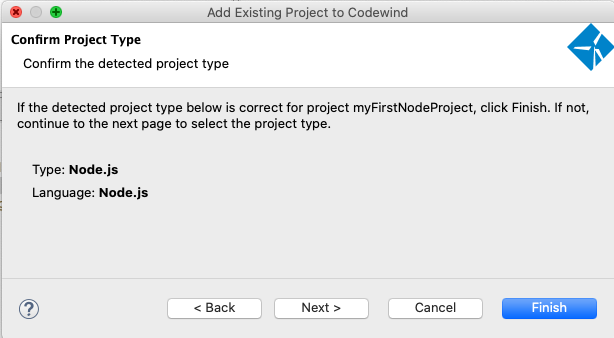 Add Existing Project to Codewind
Confirm Project Type
Confirm the detected project type
If the detected project type below is correct for project myFirstNodeProject, click Finish. If not,
continue to the next page to select the project type.
Type: Node.js
Language: Node.js
?
< Back
Next >
Cancel
Finish